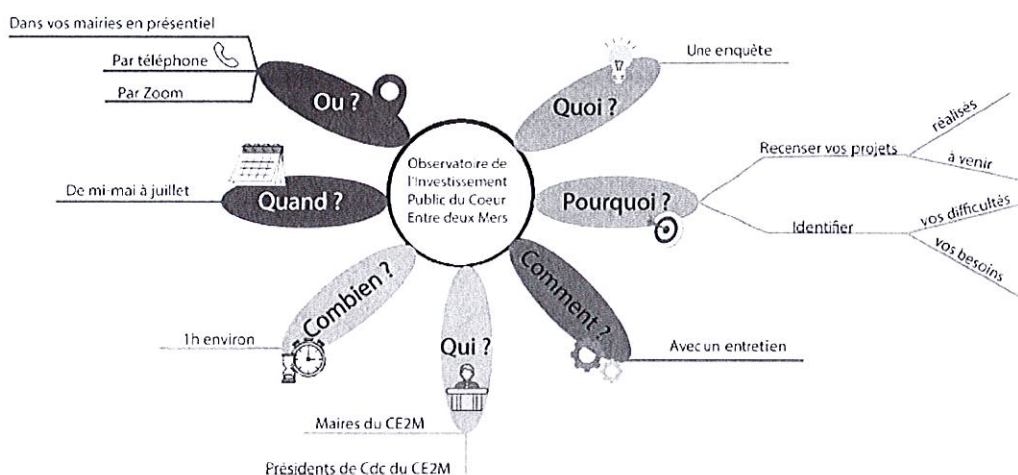 Dans vos mairies en présentiel
Par téléphone
Par Zoom
Ou ?
Quoi ?
Une enquête
Observatoire de
l'Investissement
Public du Coeur
Entre deux Mers
Quand ?
De mi-mai à juillet
Pourquoi ?
Recenser vos projets
réalisés
à venir
Identifier
vos difficultés
vos besoins
Combien ?
1h environ
Qui ?
Maires du CE2M
Présidents de Cdc du CE2M
Comment ?
Avec un entretien